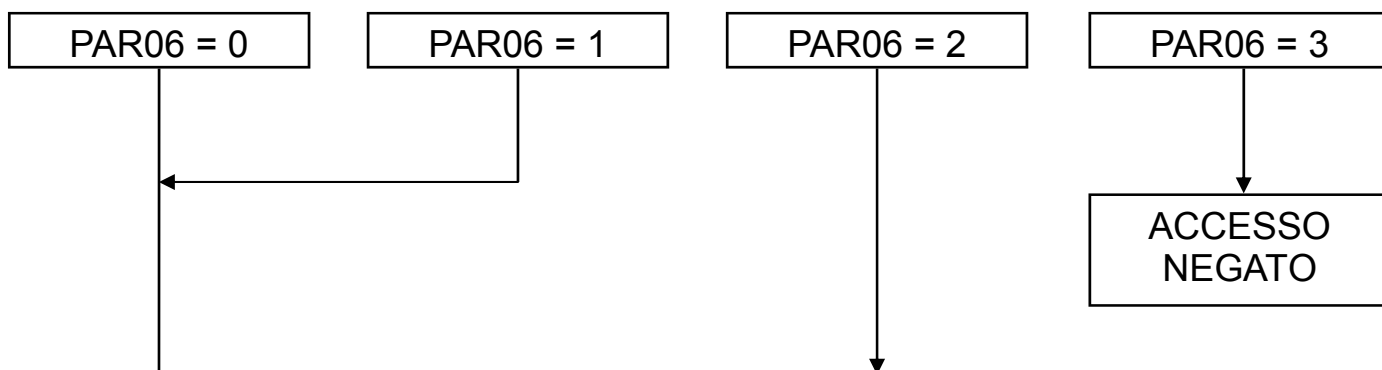 PAR06 = 0
PAR06 = 1
PAR06 = 2
PAR06 = 3
ACCESSO
NEGATO